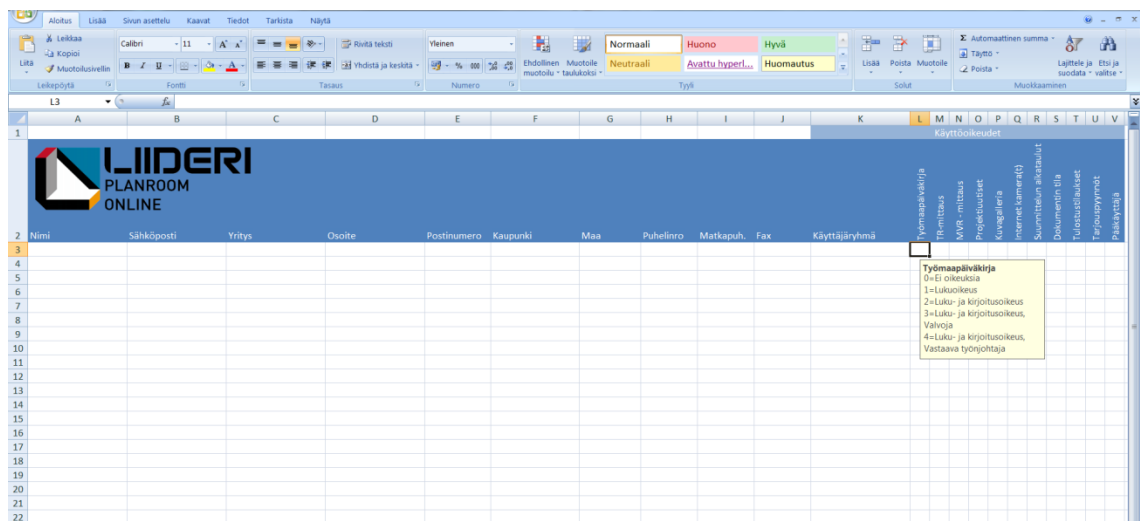 Aloitus Lisää Sivun asettelu Kaavat Tiedot Tarkista Näytä
Liitä
Leikkaa
Kopioi
Muotoilusivellin
Leikepöytä
Calibri 11
Fontti
Rivitä teksti
Yhdistä ja keskitä
Tasaus
Yleinen
Numero
Ehdollinen muotoilu
Muotoile taulukoksi
Normaali Huono Hyvä
Neutraali Avattu hyperl... Huomautus
Tyyli
Lisää Poista Muotoile
Solut
Automaattinen summa
Täyttö
Poista
Lajittele ja suodata
Etsi ja valitse
Muokkaaminen
L3 fx
A B C D E F G H I J K L M N O P Q R S T U V
1 Käyttöoikeudet
LIIDERI
PLANROOM
ONLINE
2 Nimi Sähköposti Yritys Osoite Postinumero Kaupunki Maa Puhelinro Matkapuh. Fax Käyttäjäryhmä
Työmaapäiväkirja
TR-mittaus
MVR - mittaus
Projektiuutiset
Kuvagalleria
Internet kamera(t)
Suunnittelun aikataulut
Dokumentin tila
Tulostustilaukset
Tarjouspyynnöt
Pääkäyttäjä
3
4
5
6
7
8
9
10
11
12
13
14
15
16
17
18
19
20
21
22
Työmaapäiväkirja
0=Ei oikeuksia
1=Lukuoikeus
2=Luku- ja kirjoitusoikeus
3=Luku- ja kirjoitusoikeus,
Valvoja
4=Luku- ja kirjoitusoikeus,
Vastaava työnjohtaja